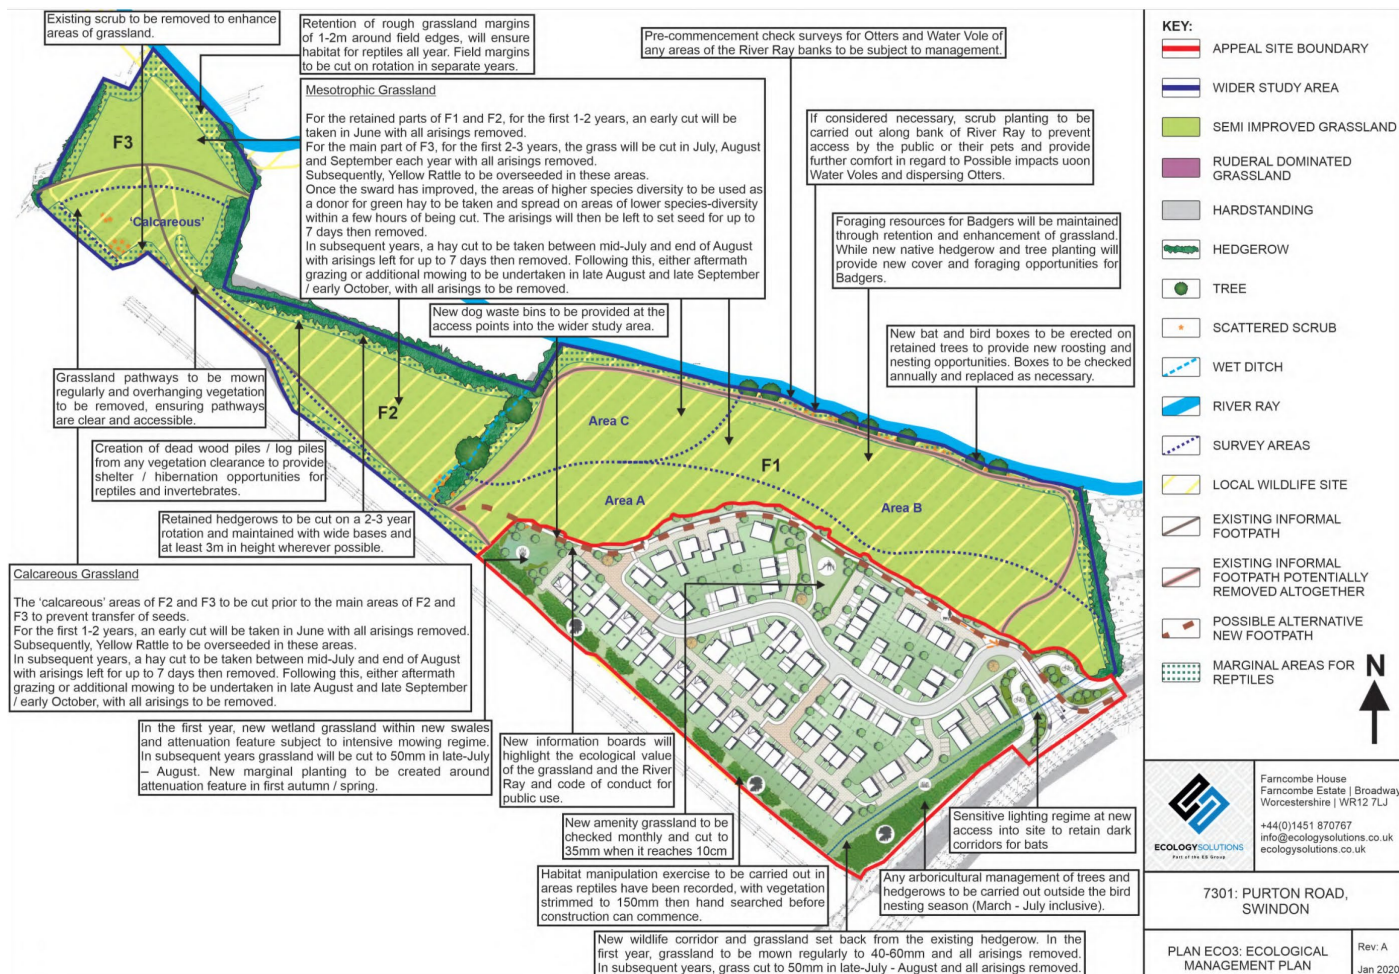 Existing scrub to be removed to enhance
areas of grassland.
Retention of rough grassland margins
of 1-2m around field edges, will ensure
habitat for reptiles all year. Field margins
to be cut on rotation in separate years.
Pre-commencement check surveys for Otters and Water Vole of
any areas of the River Ray banks to be subject to management.
Mesotrophic Grassland
For the retained parts of F1 and F2, for the first 1-2 years, an early cut will be
taken in June with all arisings removed.
For the main part of F3, for the first 2-3 years, the grass will be cut in July, August
and September each year with all arisings removed.
Subsequently, Yellow Rattle to be overseeded in these areas.
Once the sward has improved, the areas of higher species diversity to be used as
a donor for green hay to be taken and spread on areas of lower species-diversity
within a few hours of being cut. The arisings will then be left to set seed for up to
7 days then removed.
In subsequent years, a hay cut to be taken between mid-July and end of August
with arisings left for up to 7 days then removed. Following this, either aftermath
grazing or additional mowing to be undertaken in late August and late September
/ early October, with all arisings to be removed.
If considered necessary, scrub planting to be
carried out along bank of River Ray to prevent
access by the public or their pets and provide
further comfort in regard to Possible impacts uoon
Water Voles and dispersing Otters.
Foraging resources for Badgers will be maintained
through retention and enhancement of grassland.
While new native hedgerow and tree planting will
provide new cover and foraging opportunities for
Badgers.
New dog waste bins to be provided at the
access points into the wider study area.
New bat and bird boxes to be erected on
retained trees to provide new roosting and
nesting opportunities. Boxes to be checked
annually and replaced as necessary.
F3
'Calcareous'
F2
Area C
F1
Area A
Area B
Grassland pathways to be mown
regularly and overhanging vegetation
to be removed, ensuring pathways
are clear and accessible.
Creation of dead wood piles / log piles
from any vegetation clearance to provide
shelter / hibernation opportunities for
reptiles and invertebrates.
Retained hedgerows to be cut on a 2-3 year
rotation and maintained with wide bases and
at least 3m in height wherever possible.
Calcareous Grassland
The 'calcareous' areas of F2 and F3 to be cut prior to the main areas of F2 and
F3 to prevent transfer of seeds.
For the first 1-2 years, an early cut will be taken in June with all arisings removed.
Subsequently, Yellow Rattle to be overseeded in these areas.
In subsequent years, a hay cut to be taken between mid-July and end of August
with arisings left for up to 7 days then removed. Following this, either aftermath
grazing or additional mowing to be undertaken in late August and late September
/ early October, with all arisings to be removed.
In the first year, new wetland grassland within new swales
and attenuation feature subject to intensive mowing regime.
In subsequent years grassland will be cut to 50mm in late-July
– August. New marginal planting to be created around
attenuation feature in first autumn / spring.
New information boards will
highlight the ecological value
of the grassland and the River
Ray and code of conduct for
public use.
New amenity grassland to be
checked monthly and cut to
35mm when it reaches 10cm
Sensitive lighting regime at new
access into site to retain dark
corridors for bats
Habitat manipulation exercise to be carried out in
areas reptiles have been recorded, with vegetation
strimmed to 150mm then hand searched before
construction can commence.
Any arboricultural management of trees and
hedgerows to be carried out outside the bird
nesting season (March - July inclusive).
New wildlife corridor and grassland set back from the existing hedgerow. In the
first year, grassland to be mown regularly to 40-60mm and all arisings removed.
In subsequent years, grass cut to 50mm in late-July - August and all arisings removed.
KEY:
APPEAL SITE BOUNDARY
WIDER STUDY AREA
SEMI IMPROVED GRASSLAND
RUDERAL DOMINATED
GRASSLAND
HARDSTANDING
HEDGEROW
TREE
SCATTERED SCRUB
WET DITCH
RIVER RAY
SURVEY AREAS
LOCAL WILDLIFE SITE
EXISTING INFORMAL
FOOTPATH
EXISTING INFORMAL
FOOTPATH POTENTIALLY
REMOVED ALTOGETHER
POSSIBLE ALTERNATIVE
NEW FOOTPATH
MARGINAL AREAS FOR
REPTILES
N
ECOLOGYSOLUTIONS
Part of the ES Group
Farncombe House
Farncombe Estate | Broadway
Worcestershire | WR12 7LJ
+44(0)1451 870767
info@ecologysolutions.co.uk
ecologysolutions.co.uk
7301: PURTON ROAD,
SWINDON
PLAN ECO3: ECOLOGICAL
MANAGEMENT PLAN
Rev: A
Jan 2020